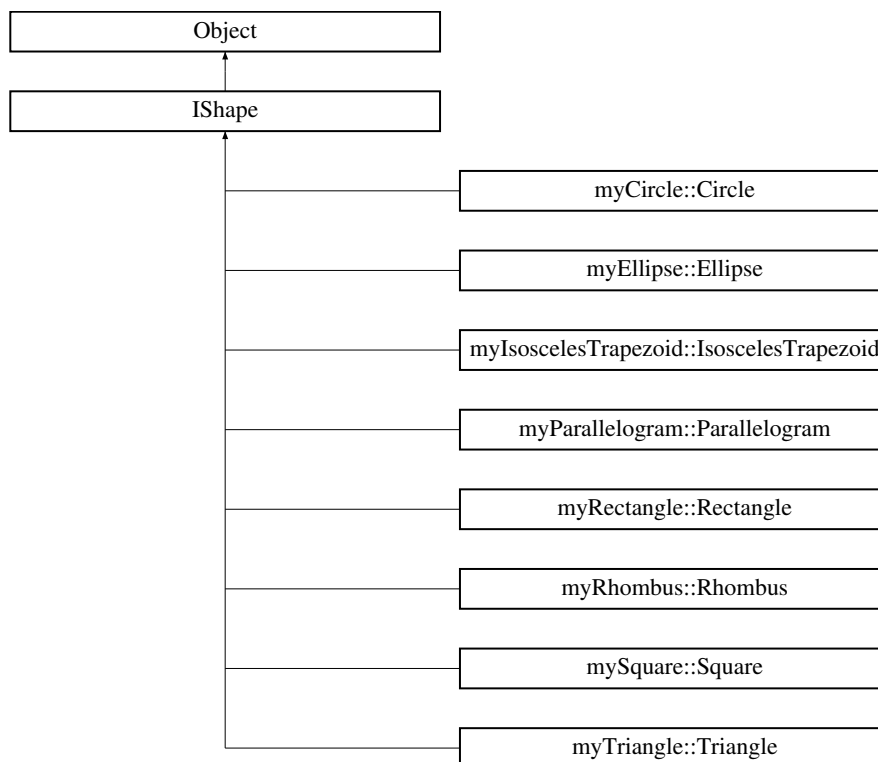 Object
IShape
myCircle::Circle
myEllipse::Ellipse
myIsoscelesTrapezoid::IsoscelesTrapezoid
myParallelogram::Parallelogram
myRectangle::Rectangle
myRhombus::Rhombus
mySquare::Square
myTriangle::Triangle